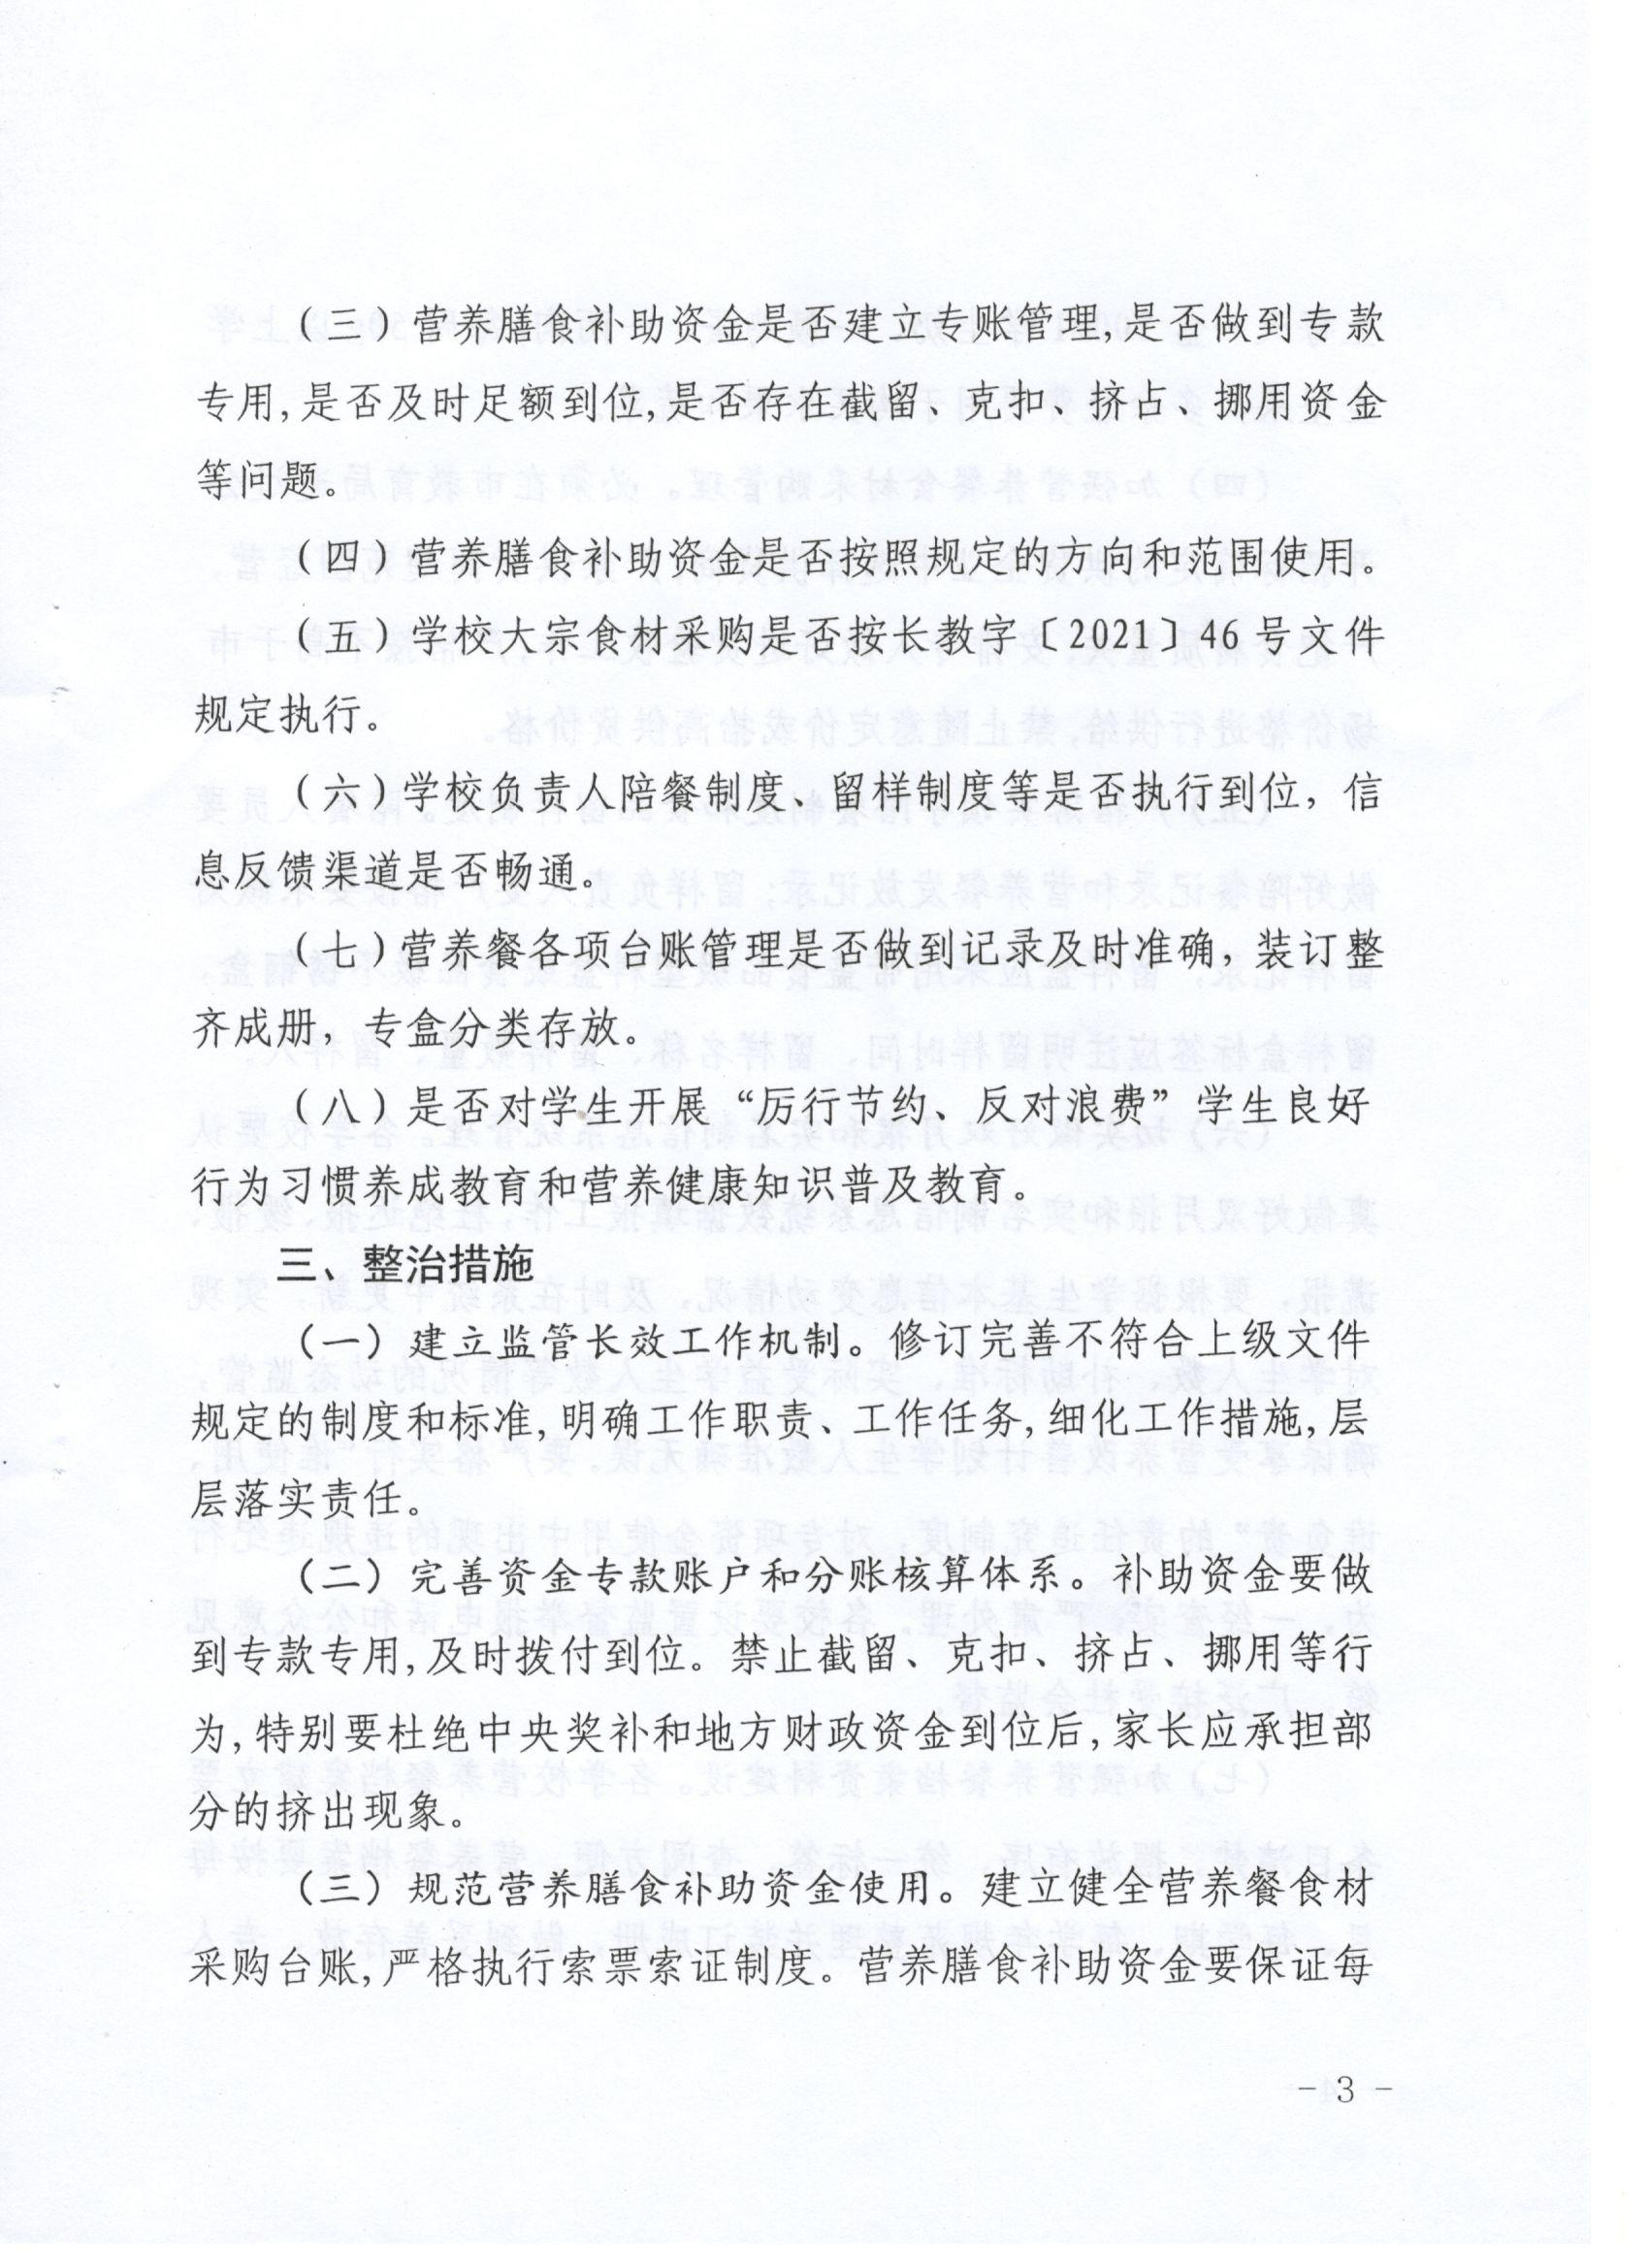 （三）营养膳食补助资金是否建立专账管理,是否做到专款
专用,是否及时足额到位,是否存在截留、克扣、挤占、挪用资金
等问题。
（四）营养膳食补助资金是否按照规定的方向和范围使用。
（五）学校大宗食材采购是否按长教字〔2021〕46 号文件
规定执行。
（六）学校负责人陪餐制度、留样制度等是否执行到位，信
息反馈渠道是否畅通。
（七）营养餐各项台账管理是否做到记录及时准确，装订整
齐成册，专盒分类存放。
（八）是否对学生开展“厉行节约、反对浪费”学生良好
行为习惯养成教育和营养健康知识普及教育。
三、整治措施
（一）建立监管长效工作机制。修订完善不符合上级文件
规定的制度和标准,明确工作职责、工作任务,细化工作措施,层
层落实责任。
（二）完善资金专款账户和分账核算体系。补助资金要做
到专款专用,及时拨付到位。禁止截留、克扣、挤占、挪用等行
为,特别要杜绝中央奖补和地方财政资金到位后,家长应承担部
分的挤出现象。
（三）规范营养膳食补助资金使用。建立健全营养餐食材
采购台账,严格执行索票索证制度。营养膳食补助资金要保证每
- 3 -